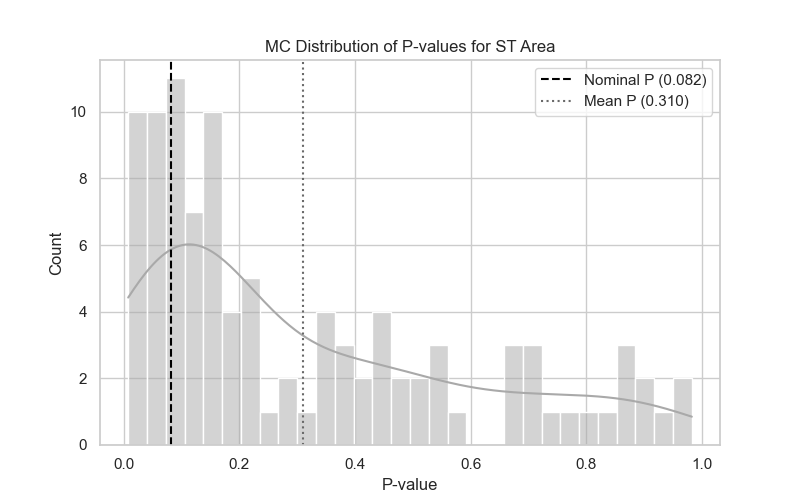 MC Distribution of P-values for ST Area
Nominal P (0.082)
Mean P (0.310)
Count
10
8
6
4
2
0
0.0 0.2 0.4 0.6 0.8 1.0
P-value